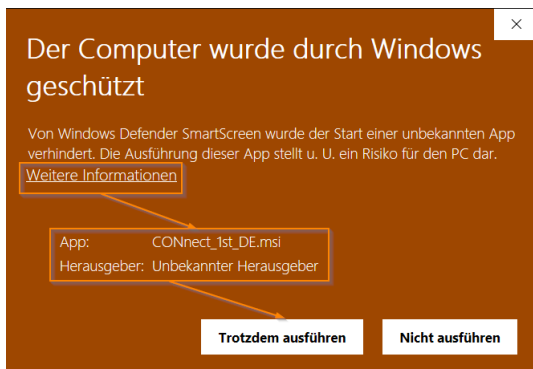 Der Computer wurde durch Windows
geschützt
Von Windows Defender SmartScreen wurde der Start einer unbekannten App
verhindert. Die Ausführung dieser App stellt u. U. ein Risiko für den PC dar.
Weitere Informationen
App: CONnect_1st_DE.msi
Herausgeber: Unbekannter Herausgeber
Trotzdem ausführen Nicht ausführen